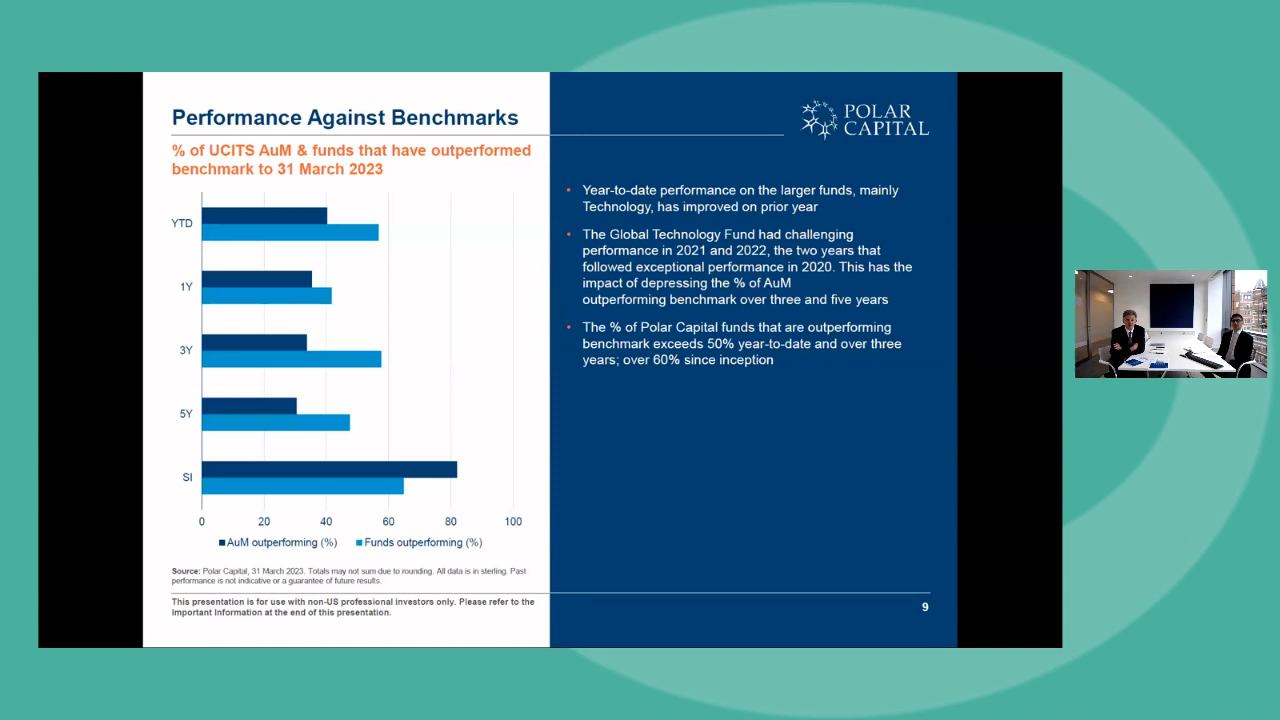 Performance Against Benchmarks
POLAR
CAPITAL
% of UCITS AuM & funds that have outperformed
benchmark to 31 March 2023
YTD
1Y
3Y
5Y
SI
0 20 40 60 80 100
AuM outperforming (%) Funds outperforming (%)
Source: Polar Capital, 31 March 2023. Totals may not sum due to rounding. All data is in sterling. Past
performance is not indicative or a guarantee of future results.
• Year-to-date performance on the larger funds, mainly
Technology, has improved on prior year
• The Global Technology Fund had challenging
performance in 2021 and 2022, the two years that
followed exceptional performance in 2020. This has the
impact of depressing the % of AuM
outperforming benchmark over three and five years
• The % of Polar Capital funds that are outperforming
benchmark exceeds 50% year-to-date and over three
years; over 60% since inception
This presentation is for use with non-US professional investors only. Please refer to the
Important Information at the end of this presentation.
9